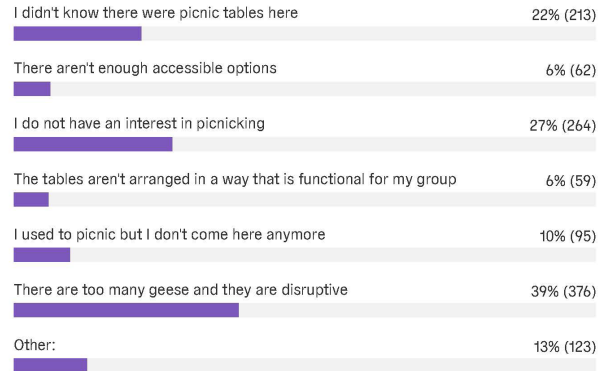 I didn't know there were picnic tables here 22% (213)
There aren't enough accessible options 6% (62)
I do not have an interest in picnicking 27% (264)
The tables aren't arranged in a way that is functional for my group 6% (59)
I used to picnic but I don't come here anymore 10% (95)
There are too many geese and they are disruptive 39% (376)
Other: 13% (123)